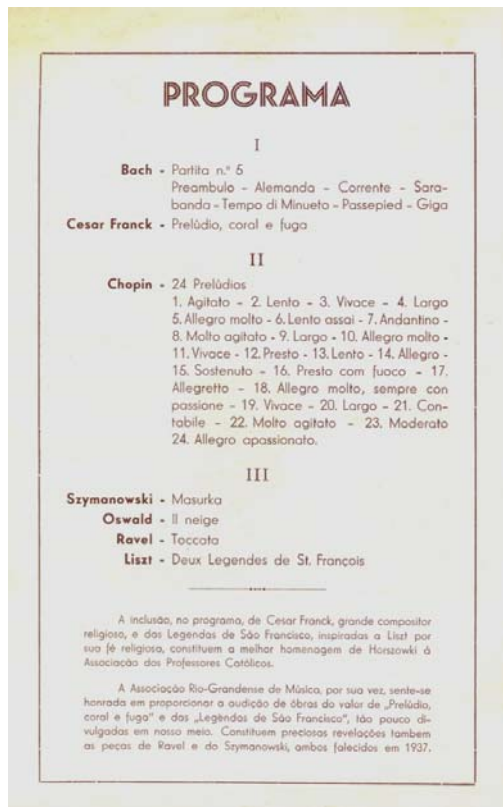 PROGRAMA
I
Bach - Partita n.º 5
Preambulo - Alemanda - Corrente - Sara-
banda - Tempo di Minueto - Passepied - Giga
Cesar Franck - Prelúdio, coral e fuga
II
Chopin - 24 Prelúdios
1. Agitato - 2. Lento - 3. Vivace - 4. Largo
5. Allegro molto - 6. Lento assai - 7. Andantino -
8. Molto agitato - 9. Largo - 10. Allegro molto -
11. Vivace - 12. Presto - 13. Lento - 14. Allegro -
15. Sostenuto - 16. Presto com fuoco - 17.
Allegretto - 18. Allegro molto, sempre con
passione - 19. Vivace - 20. Largo - 21. Con-
tabile - 22. Molto agitato - 23. Moderato
24. Allegro apassionato.
III
Szymanowski - Masurka
Oswald - Il neige
Ravel - Toccata
Liszt - Deux Legendes de St. François
A inclusão, no programa, de Cesar Franck, grande compositor
religioso, e das Legendas de São Francisco, inspiradas a Liszt por
sua fé religiosa, constituem a melhor homenagem de Horszowki á
Associação dos Professores Católicos.
A Associação Rio-Grandense de Música, por sua vez, sente-se
honrada em proporcionar a audição de óbras do valor de „Prelúdio,
coral e fuga" e das „Legêndas de São Francisco", tão pouco di-
vulgadas em nosso meio. Constituem preciosas revelações tambem
as peças de Ravel e do Szymanowski, ambos falecidos em 1937.